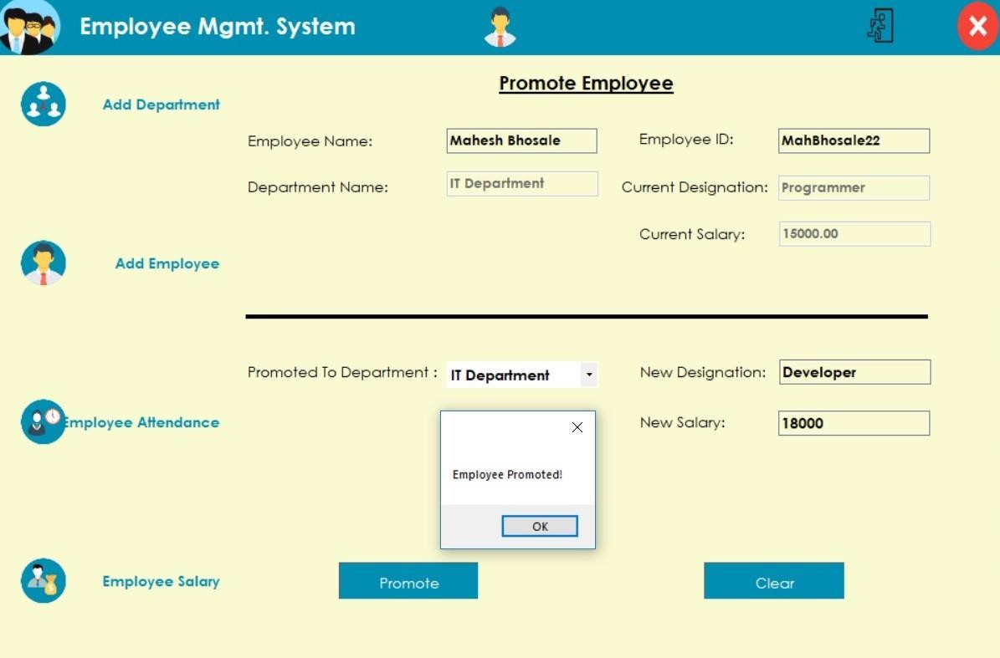 Employee Mgmt. System
Promote Employee
Add Department
Employee Name: Mahesh Bhosale Employee ID: MahBhosale22
Department Name: IT Department Current Designation: Programmer
Current Salary: 15000.00
Add Employee
Promoted To Department : IT Department New Designation: Developer
Employee Attendance New Salary: 18000
Employee Promoted!
OK
Employee Salary
Promote Clear